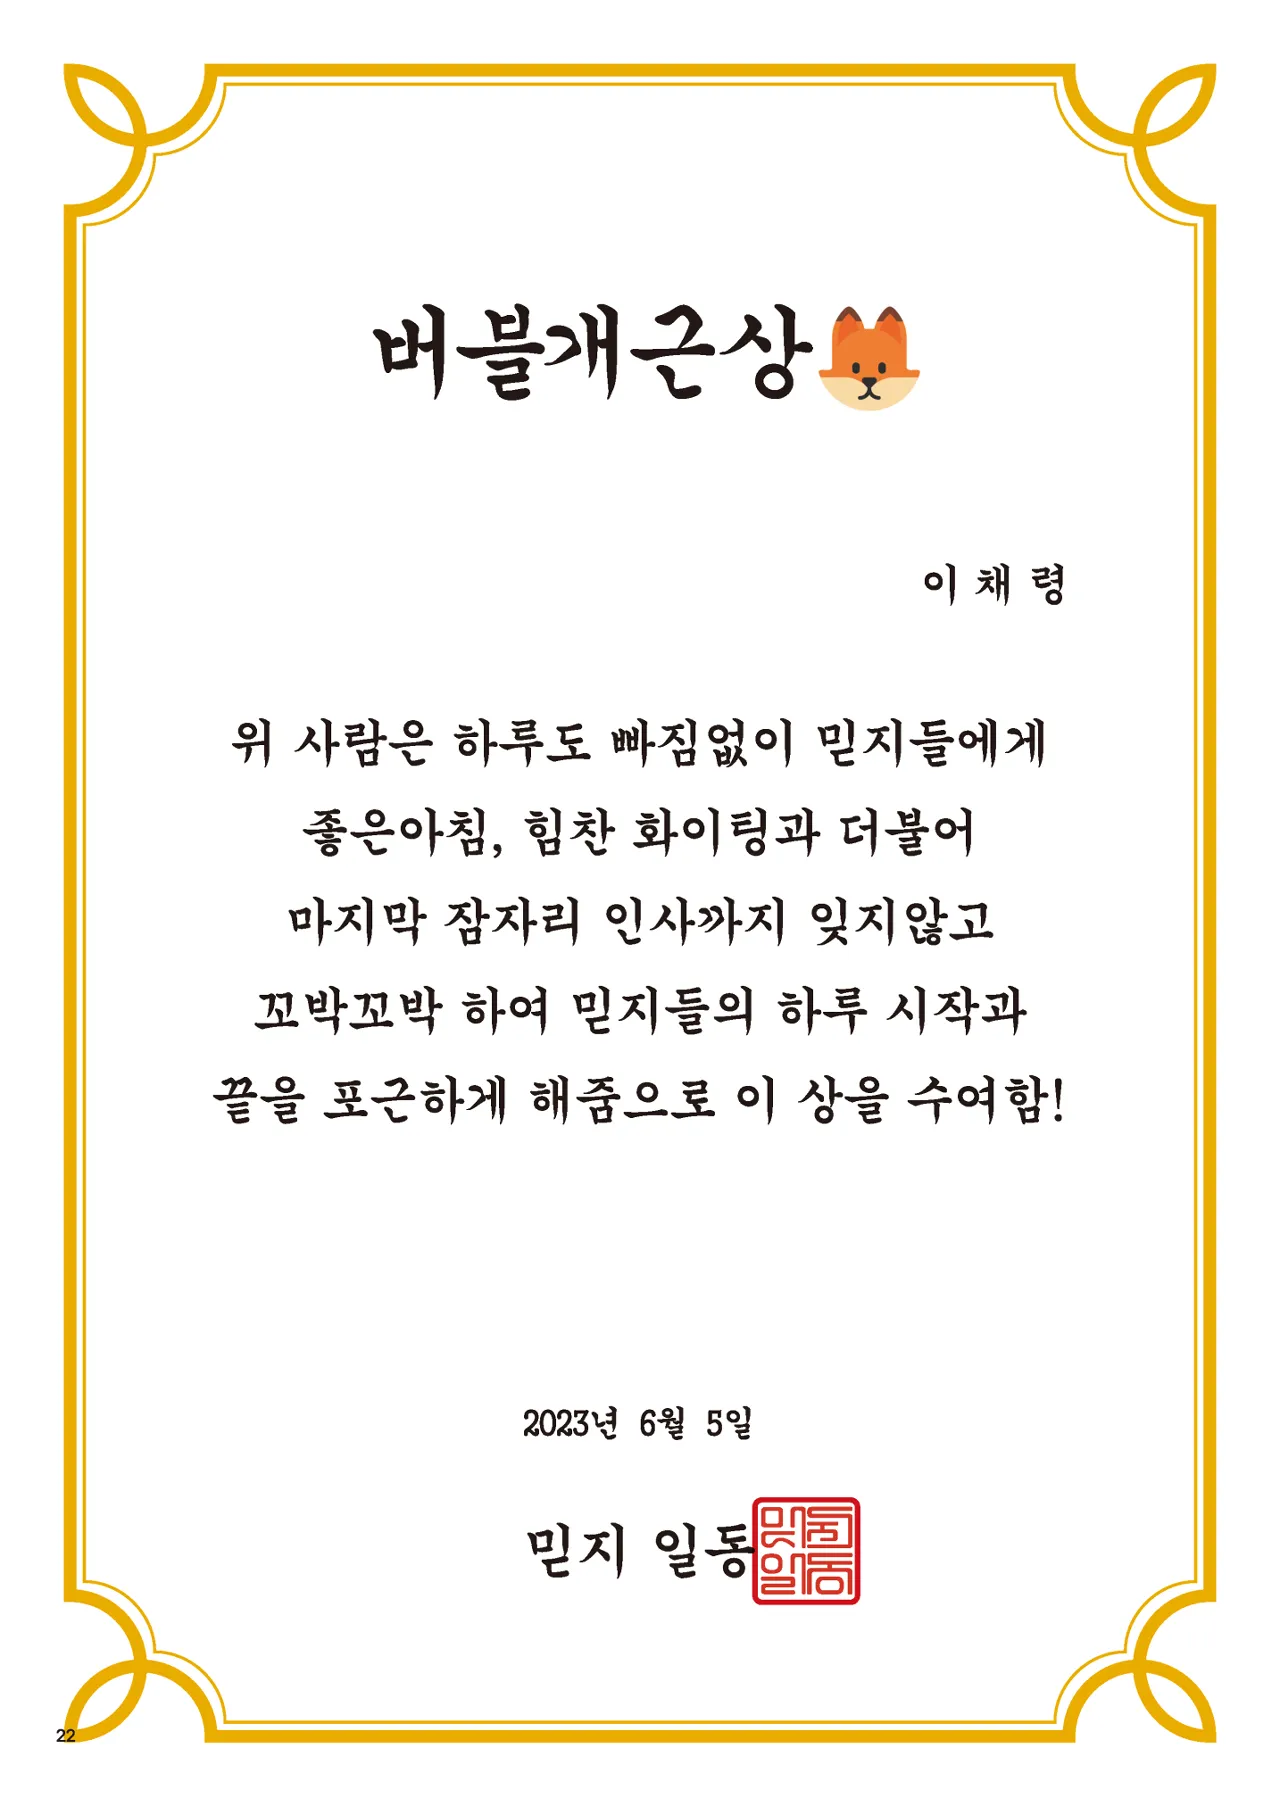 버블개근상
이 채 령
위 사람은 하루도 빠짐없이 믿지들에게
좋은아침, 힘찬 화이팅과 더불어
마지막 잠자리 인사까지 잊지않고
꼬박꼬박 하여 믿지들의 하루 시작과
끝을 포근하게 해줌으로 이 상을 수여함!
2023년 6월 5일
믿지 일동
22